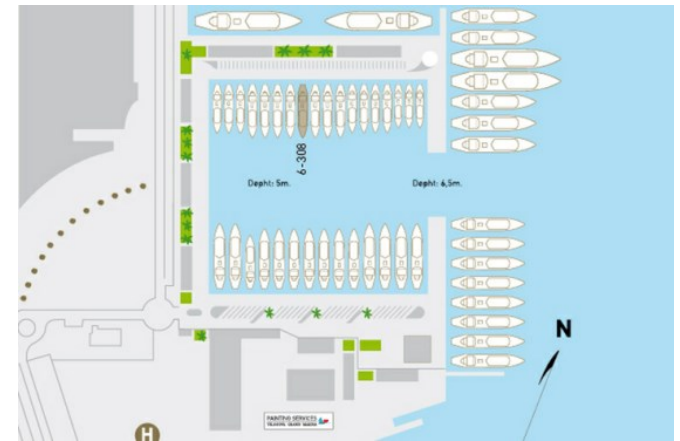 6-308
Depht: 5m.
Depht: 6,5m.
N
PAINTING SERVICES
H